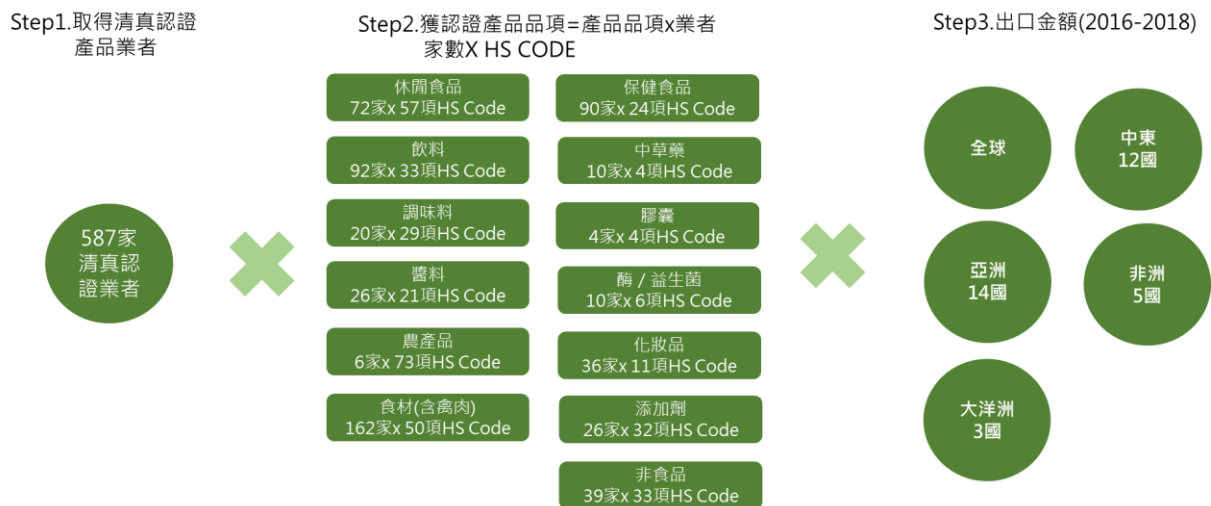 Step1.取得清真認證
產品業者
Step2.獲認證產品品項=產品品項x業者
家數X HS CODE
Step3.出口金額(2016-2018)
587家
清真認
證業者
休閒食品
72家x 57項HS Code
飲料
92家x 33項HS Code
調味料
20家x 29項HS Code
醬料
26家x 21項HS Code
農產品
6家x 73項HS Code
食材(含禽肉)
162家x 50項HS Code
保健食品
90家x 24項HS Code
中草藥
10家x 4項HS Code
膠囊
4家x 4項HS Code
酶 / 益生菌
10家x 6項HS Code
化妝品
36家x 11項HS Code
添加劑
26家x 32項HS Code
非食品
39家x 33項HS Code
全球
中東
12國
亞洲
14國
非洲
5國
大洋洲
3國